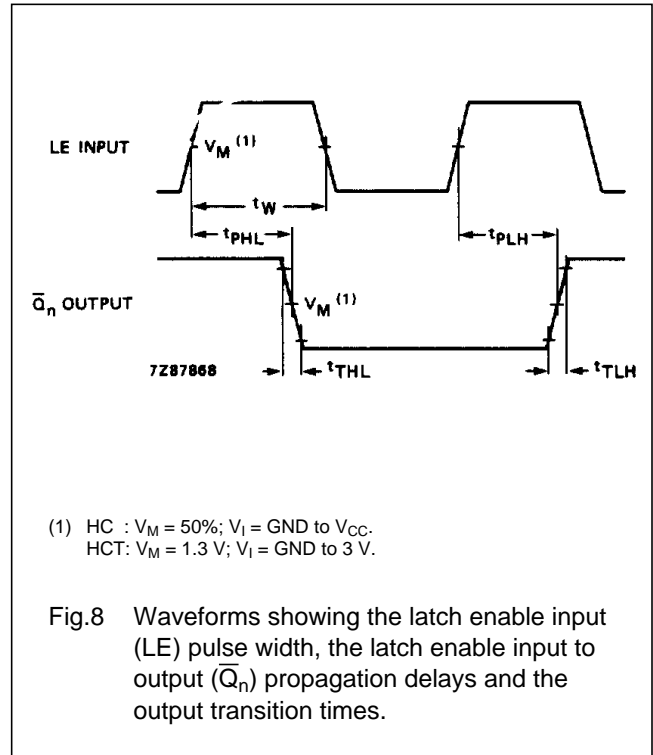 LE INPUT
V_M (1)
t_W
t_PHL
t_PLH
Q̅_n OUTPUT
V_M (1)
7Z87868
t_THL
t_TLH
(1) HC : V_M = 50%; V_I = GND to V_CC.
HCT: V_M = 1.3 V; V_I = GND to 3 V.
Fig.8 Waveforms showing the latch enable input
(LE) pulse width, the latch enable input to
output (Q̅_n) propagation delays and the
output transition times.